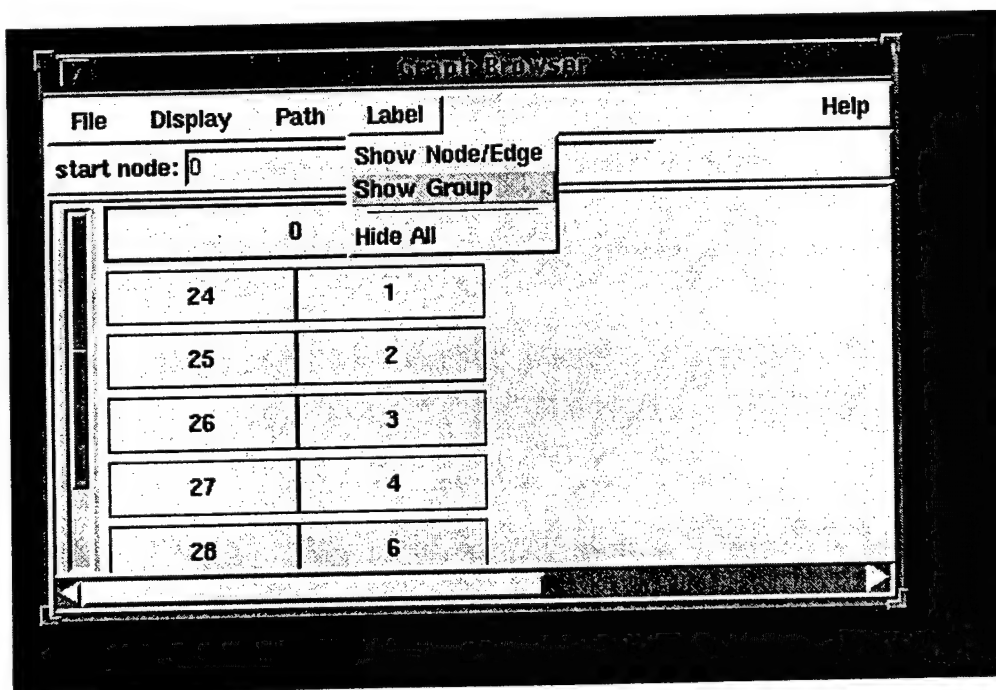 Graph Browser
File Display Path Label Help
start node: 0
Show Node/Edge
Show Group
Hide All
0
24 1
25 2
26 3
27 4
28 6